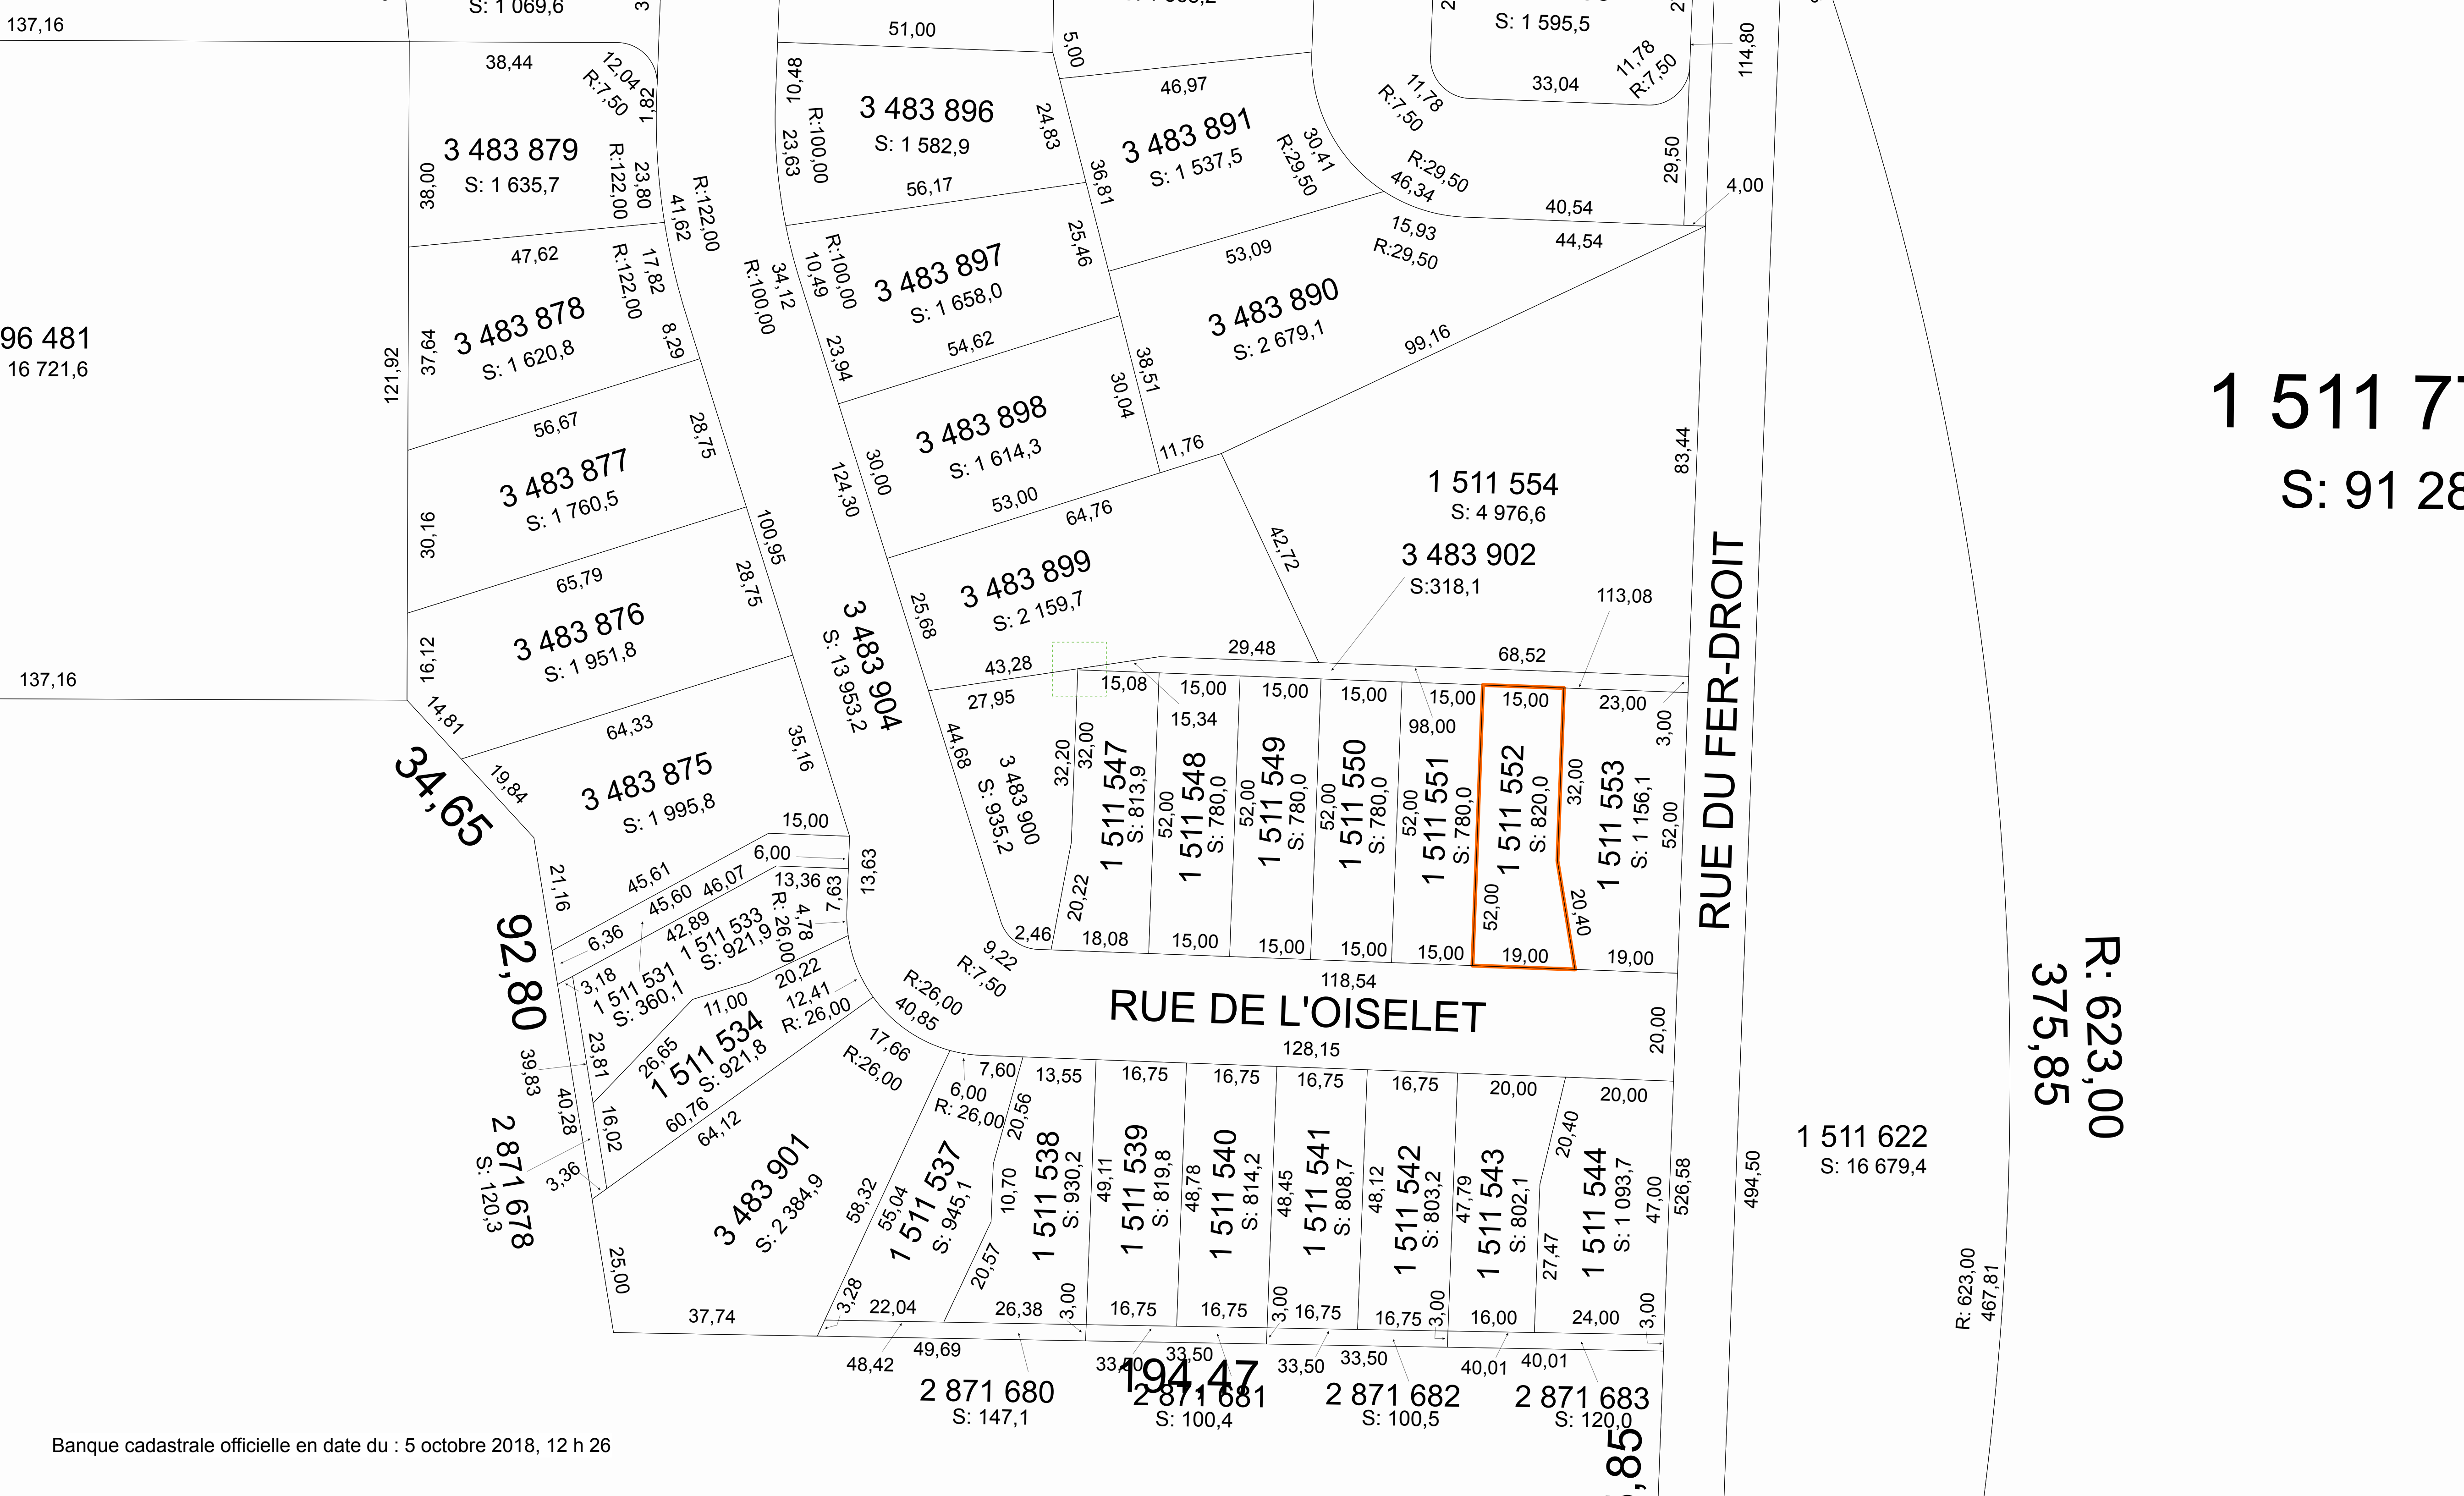 S: 1 069,6
137,16
38,44
12,04
R:7,50
1,82
3 483 879
S: 1 635,7
38,00
23,80
R:122,00
R:122,00
41,62
47,62
17,82
R:122,00
3 483 878
S: 1 620,8
37,64
8,29
121,92
96 481
16 721,6
56,67
28,75
3 483 877
S: 1 760,5
30,16
100,95
65,79
28,75
3 483 876
S: 1 951,8
16,12
137,16
14,81
64,33
35,16
34,65
19,84
3 483 875
S: 1 995,8
15,00
51,00
5,00
10,48
R:100,00
23,63
3 483 896
S: 1 582,9
24,83
56,17
46,97
3 483 891
S: 1 537,5
36,81
30,41
R:29,50
S: 1 595,5
11,78
R:7,50
33,04
11,78
R:7,50
114,80
29,50
4,00
R:29,50
46,34
40,54
15,93
R:29,50
44,54
R:100,00
10,49
34,12
R:100,00
3 483 897
S: 1 658,0
25,46
53,09
3 483 890
S: 2 679,1
99,16
23,94
54,62
38,51
30,04
3 483 898
S: 1 614,3
11,76
30,00
124,30
53,00
64,76
83,44
1 511 554
S: 4 976,6
3 483 902
S:318,1
42,72
113,08
3 483 899
S: 2 159,7
25,68
3 483 904
S: 13 953,2
29,48
68,52
43,28
27,95
15,08
15,00
15,00
15,00
15,00
15,00
23,00
15,34
98,00
3,00
44,68
3 483 900
S: 935,2
32,20
32,00
1 511 547
S: 813,9
52,00
1 511 548
S: 780,0
52,00
1 511 549
S: 780,0
52,00
1 511 550
S: 780,0
52,00
1 511 551
S: 780,0
52,00
1 511 552
S: 820,0
32,00
20,40
1 511 553
S: 1 156,1
52,00
20,22
2,46
18,08
15,00
15,00
15,00
15,00
19,00
19,00
9,22
R:7,50
118,54
RUE DE L'OISELET
RUE DU FER-DROIT
128,15
20,00
1 511 77
S: 91 28
R: 623,00
375,85
6,00
13,63
45,61
45,60
46,07
13,36
7,63
21,16
6,36
42,89
1 511 533
S: 921,9
4,78
R: 26,00
3,18
1 511 531
S: 360,1
20,22
11,00
12,41
R: 26,00
92,80
23,81
26,65
1 511 534
S: 921,8
R:26,00
40,85
17,66
R:26,00
39,83
40,28
16,02
60,76
64,12
2 871 678
S: 120,3
3,36
3 483 901
S: 2 384,9
25,00
37,74
58,32
55,04
1 511 537
S: 945,1
7,60
6,00
R: 26,00
20,56
10,70
20,57
3,28
22,04
13,55
16,75
16,75
16,75
16,75
20,00
20,00
1 511 538
S: 930,2
49,11
1 511 539
S: 819,8
48,78
1 511 540
S: 814,2
48,45
1 511 541
S: 808,7
48,12
1 511 542
S: 803,2
47,79
1 511 543
S: 802,1
20,40
27,47
1 511 544
S: 1 093,7
47,00
526,58
494,50
1 511 622
S: 16 679,4
R: 623,00
467,81
26,38
3,00
16,75
16,75
3,00
16,75
16,75
3,00
16,00
24,00
3,00
48,42
49,69
33,50
33,50
33,50
33,50
40,01
40,01
194,47
2 871 680
S: 147,1
2 871 681
S: 100,4
2 871 682
S: 100,5
2 871 683
S: 120,0
,85
Banque cadastrale officielle en date du : 5 octobre 2018, 12 h 26